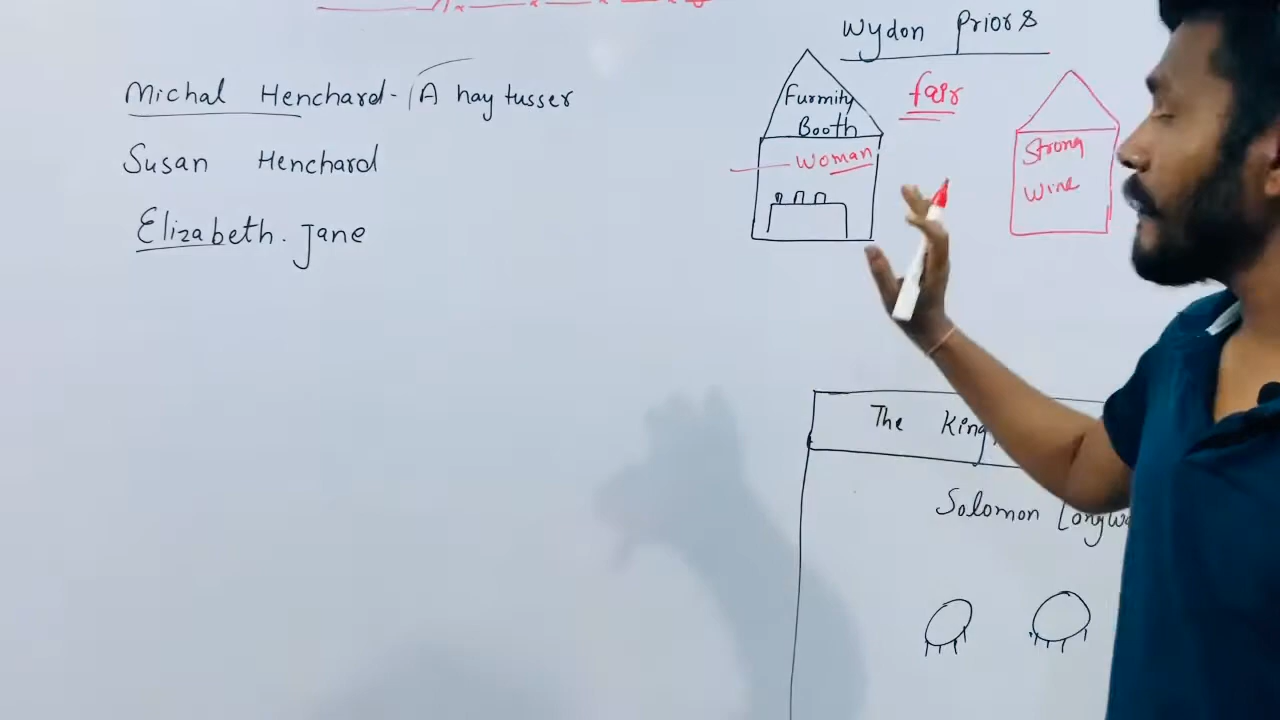 Michal Henchard - A hay tusser
Susan Henchard
Elizabeth. Jane
Wydon Priors
fair
Furmity
Booth
Woman
Strong
Wine
The King
Solomon Longw